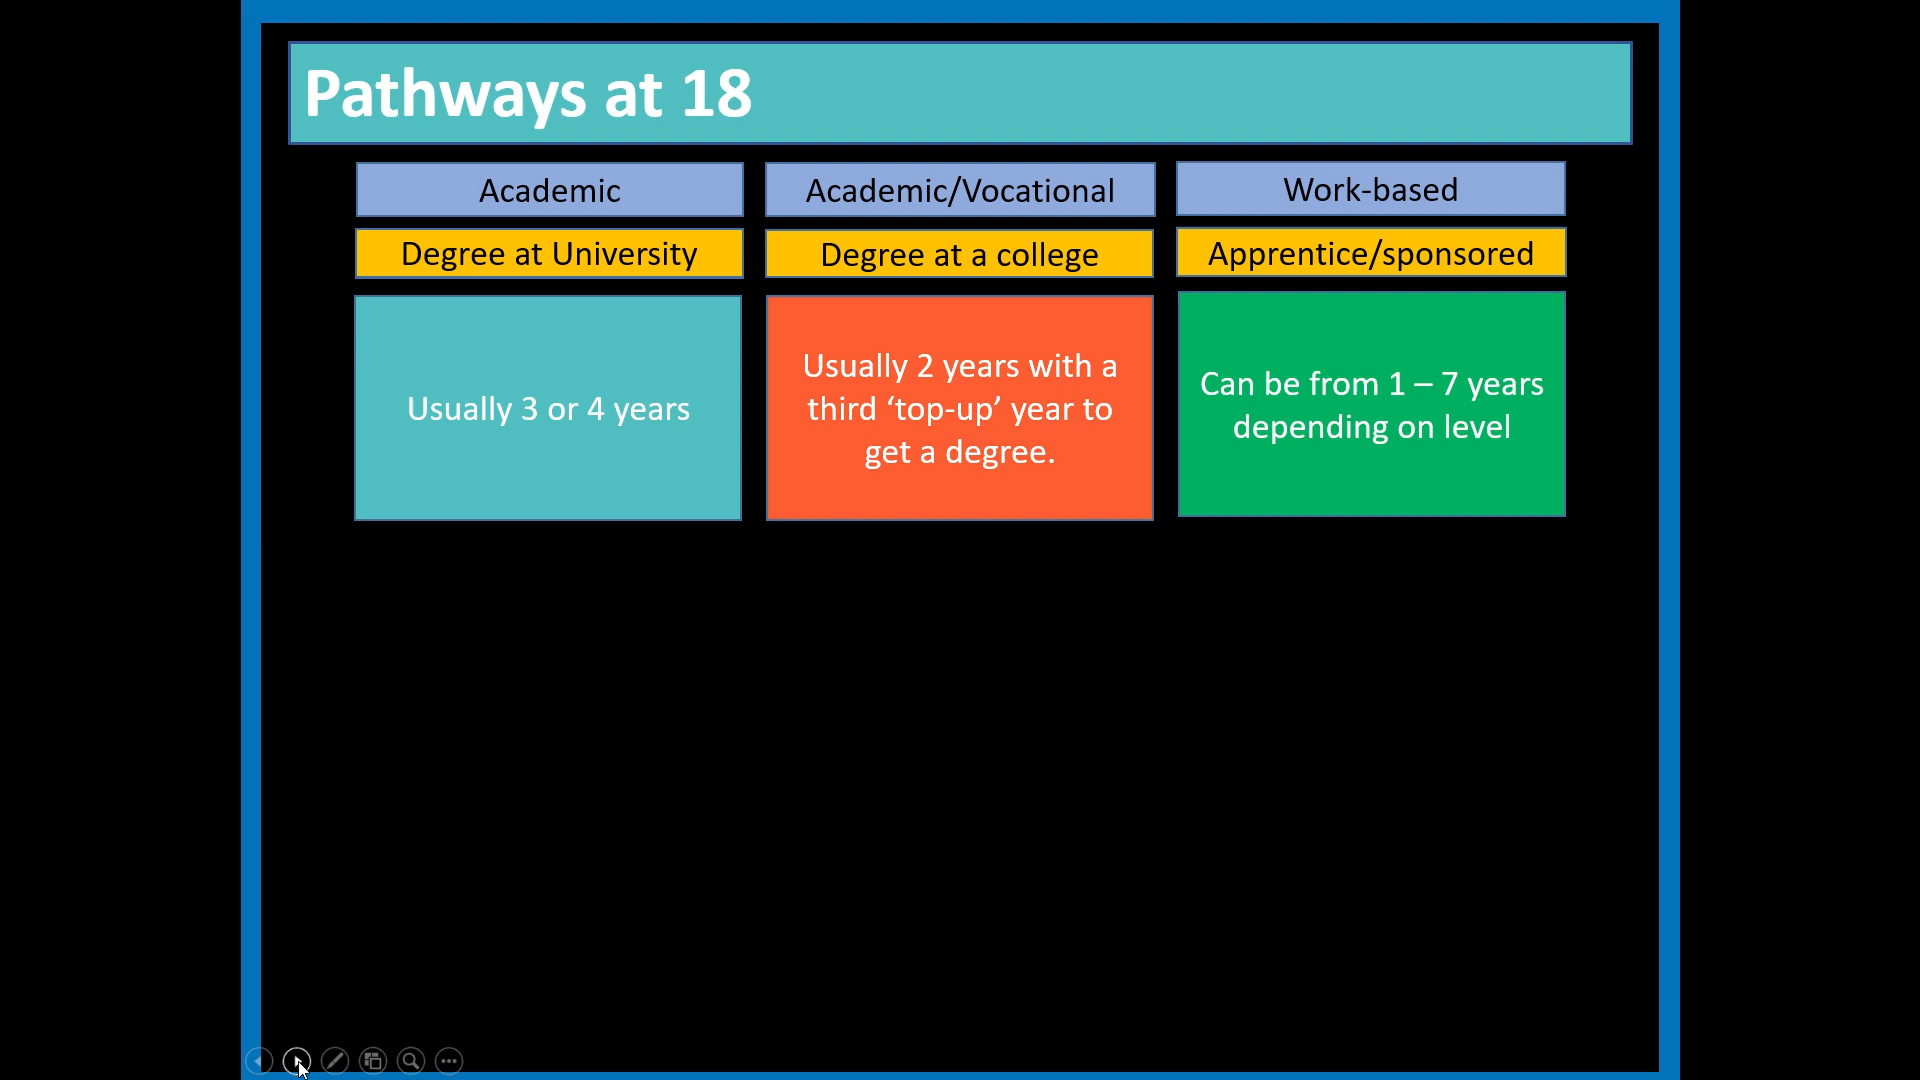 Pathways at 18
Academic
Academic/Vocational
Work-based
Degree at University
Degree at a college
Apprentice/sponsored
Usually 3 or 4 years
Usually 2 years with a
third ‘top-up’ year to
get a degree.
Can be from 1 – 7 years
depending on level